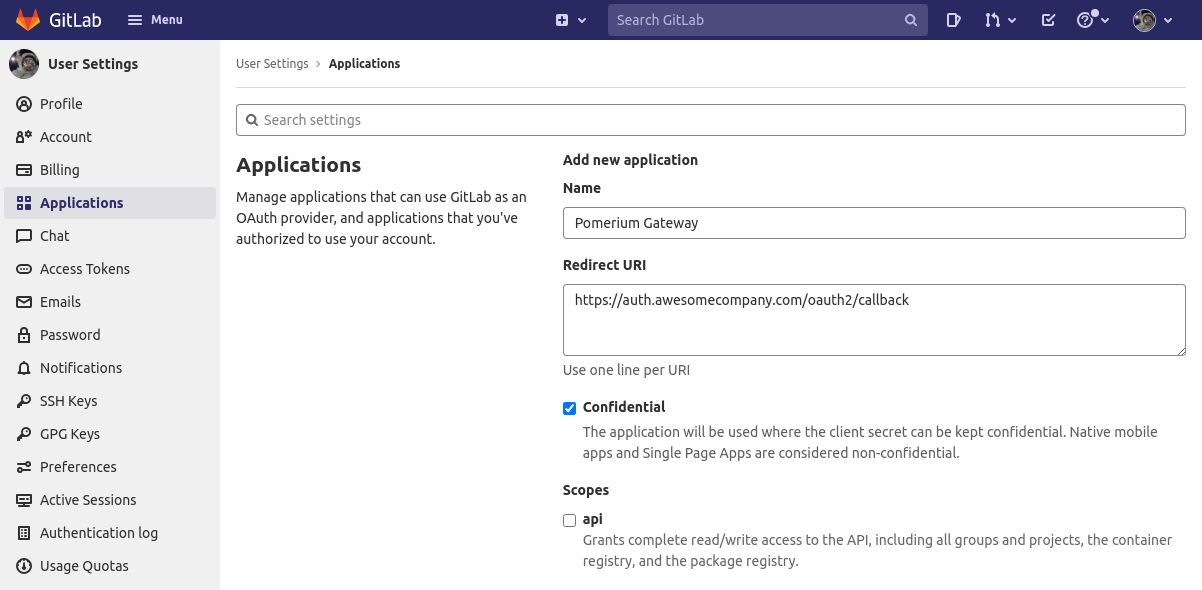 GitLab
Menu
Search GitLab
User Settings
Profile
Account
Billing
Applications
Chat
Access Tokens
Emails
Password
Notifications
SSH Keys
GPG Keys
Preferences
Active Sessions
Authentication log
Usage Quotas
User Settings › Applications
Search settings
Applications
Manage applications that can use GitLab as an
OAuth provider, and applications that you've
authorized to use your account.
Add new application
Name
Pomerium Gateway
Redirect URI
https://auth.awesomecompany.com/oauth2/callback
Use one line per URI
Confidential
The application will be used where the client secret can be kept confidential. Native mobile
apps and Single Page Apps are considered non-confidential.
Scopes
api
Grants complete read/write access to the API, including all groups and projects, the container
registry, and the package registry.